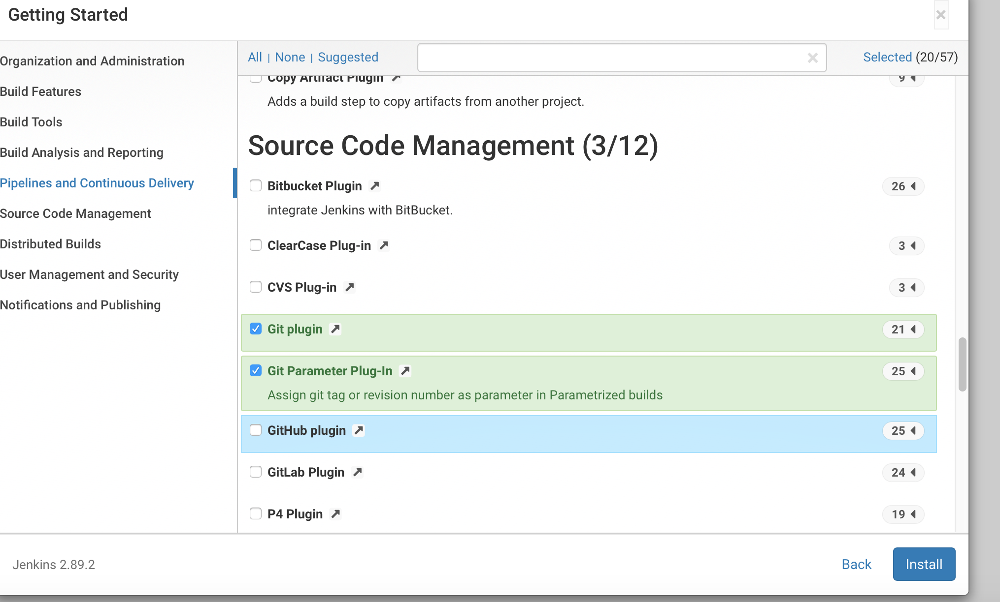 Getting Started
×
Organization and Administration
Build Features
Build Tools
Build Analysis and Reporting
Pipelines and Continuous Delivery
Source Code Management
Distributed Builds
User Management and Security
Notifications and Publishing
All | None | Suggested
×
Selected (20/57)
Copy Artifact Plugin 9
Adds a build step to copy artifacts from another project.
Source Code Management (3/12)
Bitbucket Plugin 26
integrate Jenkins with BitBucket.
ClearCase Plug-in 3
CVS Plug-in 3
Git plugin 21
Git Parameter Plug-In 25
Assign git tag or revision number as parameter in Parametrized builds
GitHub plugin 25
GitLab Plugin 24
P4 Plugin 19
Jenkins 2.89.2
Back
Install